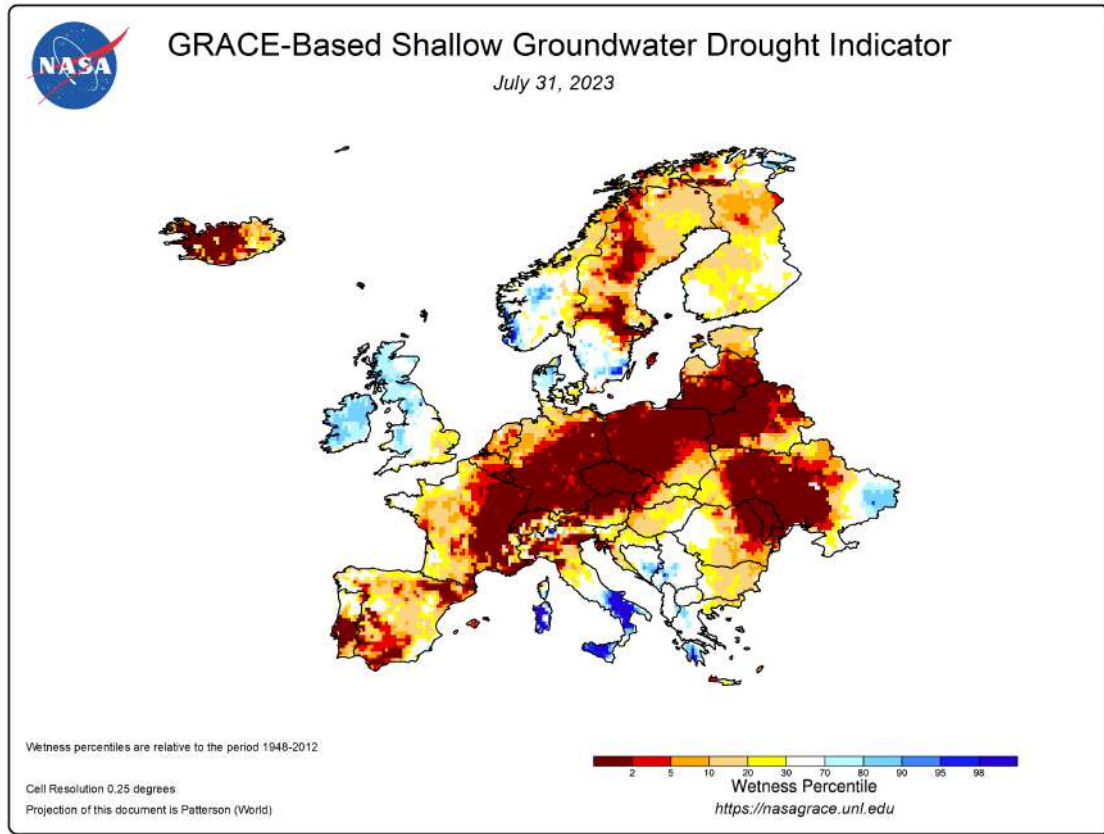 NASA
GRACE-Based Shallow Groundwater Drought Indicator
July 31, 2023
Wetness percentiles are relative to the period 1948-2012
Cell Resolution 0.25 degrees
Projection of this document is Patterson (World)
2 5 10 20 30 70 80 90 95 98
Wetness Percentile
https://nasagrace.unl.edu